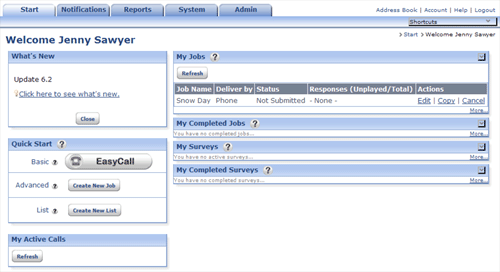 Start Notifications Reports System Admin
Address Book | Account | Help | Logout
Shortcuts
Start Welcome Jenny Sawyer
Welcome Jenny Sawyer
What's New
Update 6.2
Click here to see what's new.
Close
Quick Start ?
Basic ? EasyCall
Advanced ? Create New Job
List ? Create New List
My Active Calls
Refresh
My Jobs ?
Refresh
Job Name Deliver by Status Responses (Unplayed/Total) Actions
Snow Day Phone Not Submitted - None - Edit | Copy | Cancel
More...
My Completed Jobs ?
You have no completed jobs...
More...
My Surveys ?
You have no active surveys...
More...
My Completed Surveys ?
You have no completed surveys...
More...